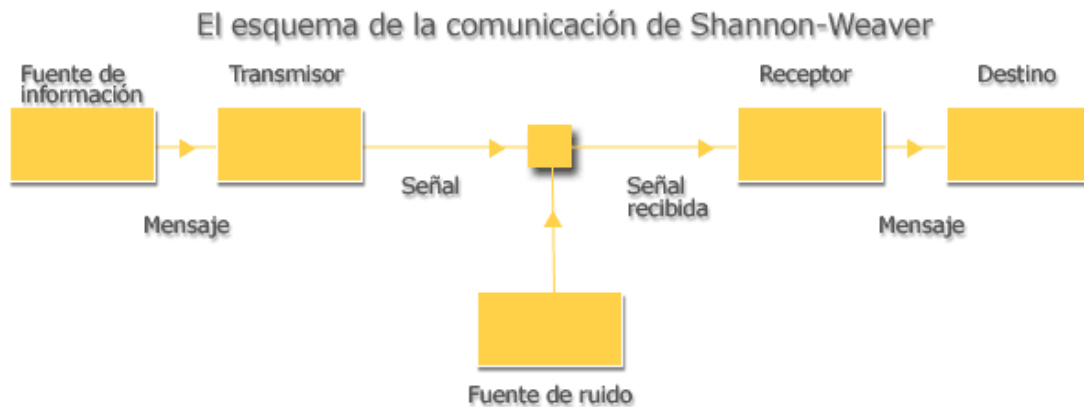 El esquema de la comunicación de Shannon-Weaver
Fuente de
información
Transmisor
Receptor
Destino
Señal
Señal
recibida
Mensaje
Mensaje
Fuente de ruido